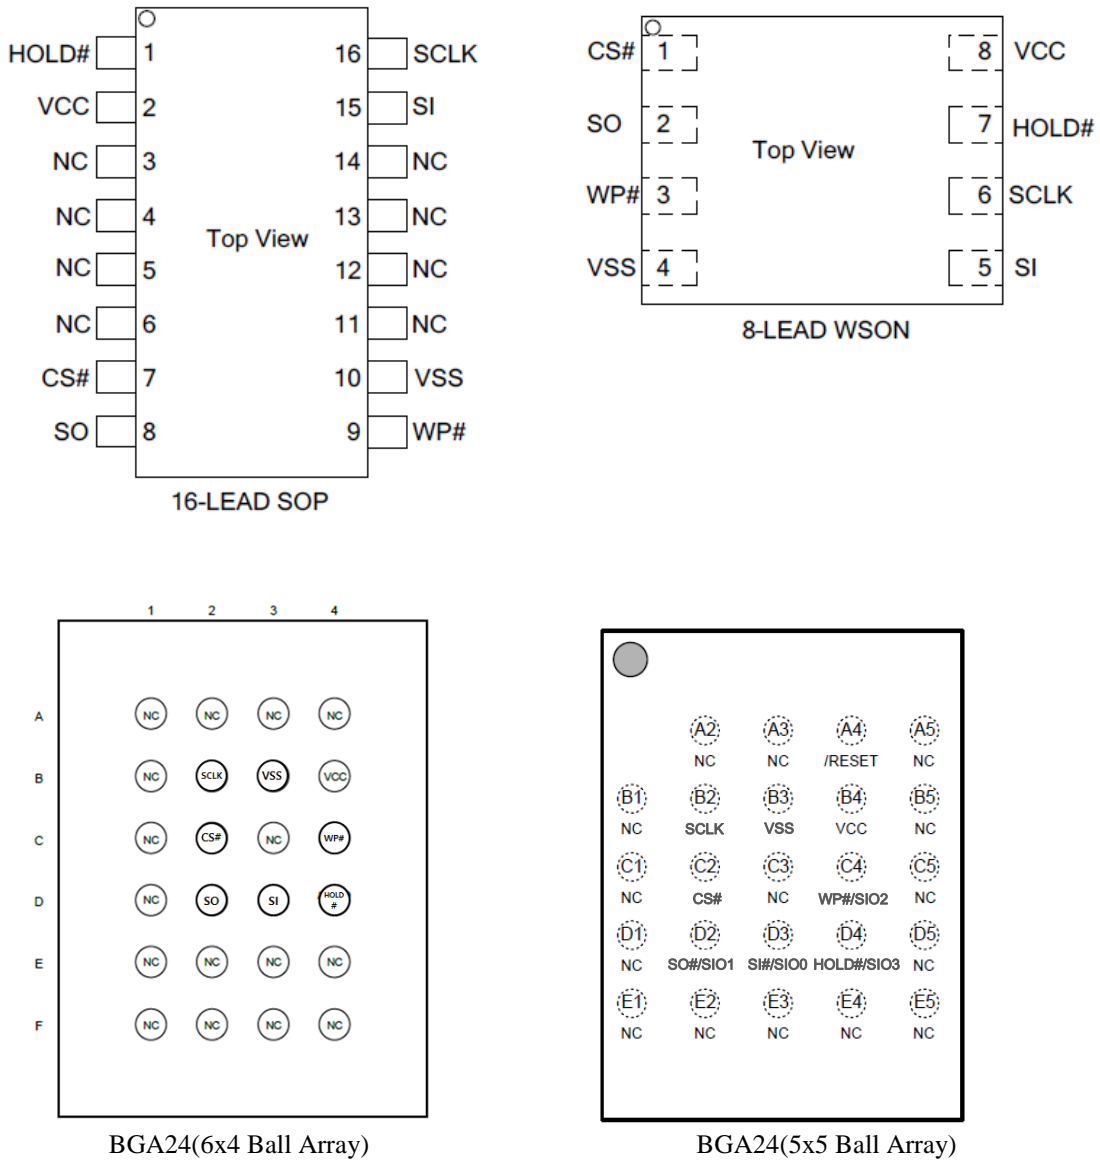 HOLD# 1 16 SCLK
VCC 2 15 SI
NC 3 14 NC
NC 4 13 NC
Top View
NC 5 12 NC
NC 6 11 NC
CS# 7 10 VSS
SO 8 9 WP#
16-LEAD SOP
CS# 1 8 VCC
SO 2 7 HOLD#
Top View
WP# 3 6 SCLK
VSS 4 5 SI
8-LEAD WSON
1 2 3 4
A NC NC NC NC
B NC SCLK VSS VCC
C NC CS# NC WP#
D NC SO SI HOLD
#
E NC NC NC NC
F NC NC NC NC
BGA24(6x4 Ball Array)
A2 A3 A4 A5
NC NC /RESET NC
B1 B2 B3 B4 B5
NC SCLK VSS VCC NC
C1 C2 C3 C4 C5
NC CS# NC WP#/SIO2 NC
D1 D2 D3 D4 D5
NC SO#/SIO1 SI#/SIO0 HOLD#/SIO3 NC
E1 E2 E3 E4 E5
NC NC NC NC NC
BGA24(5x5 Ball Array)